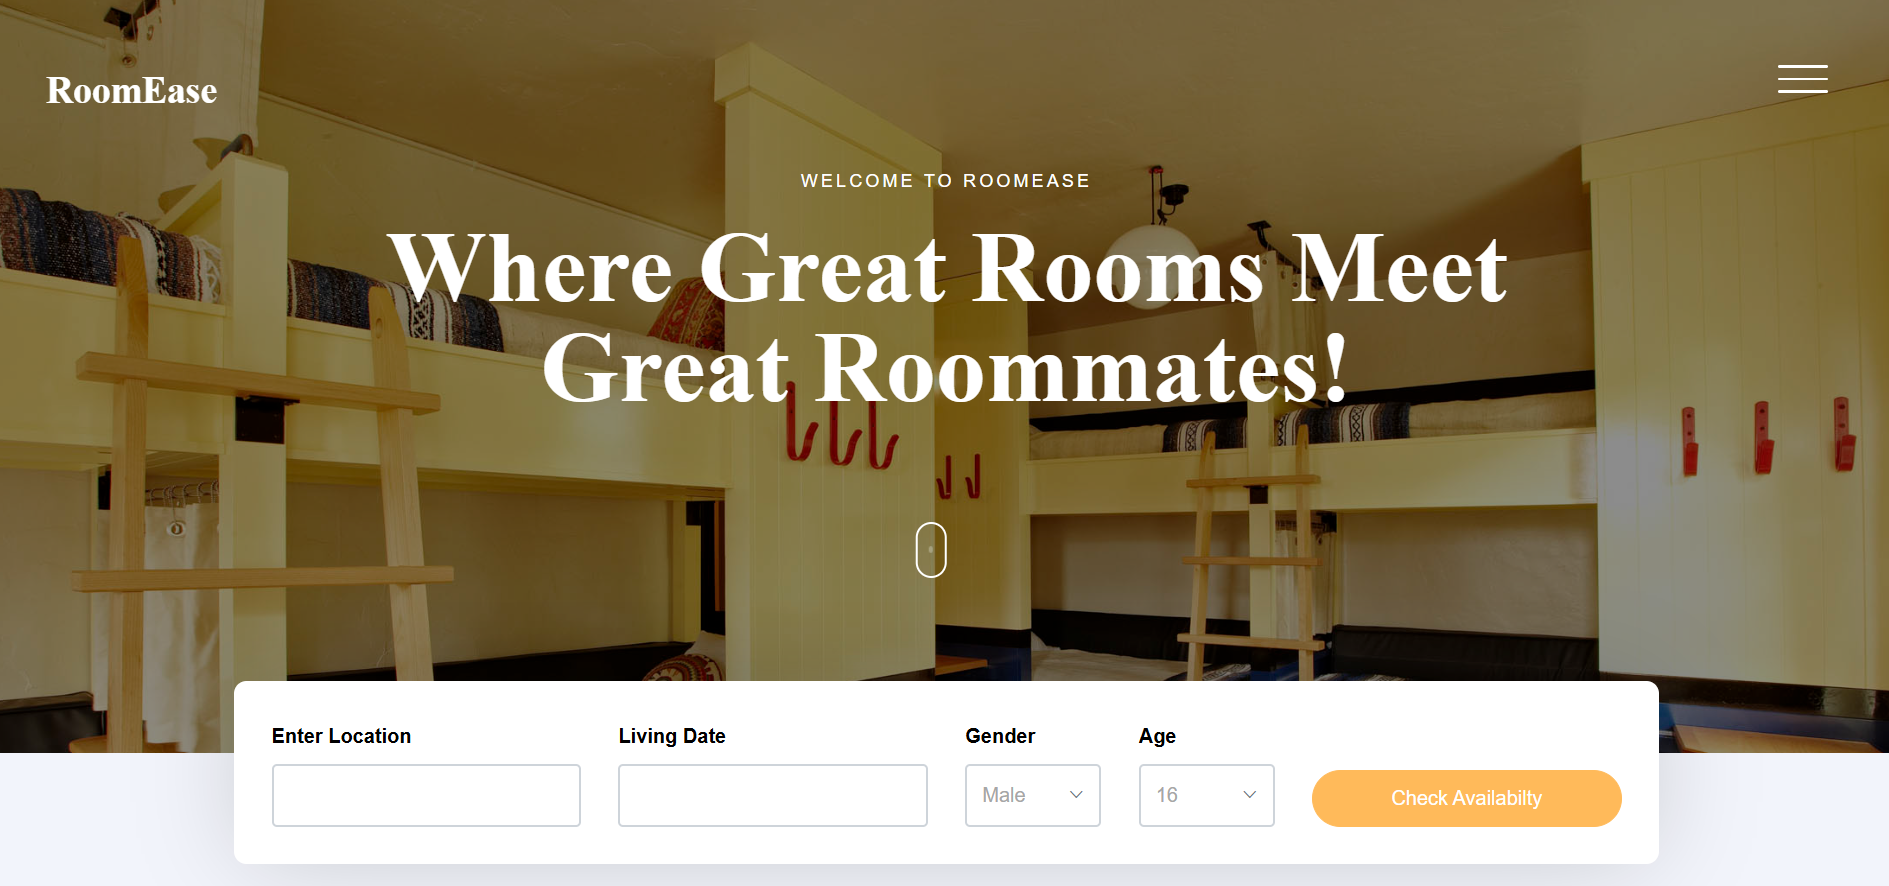 RoomEase
WELCOME TO ROOMEASE
Where Great Rooms Meet
Great Roommates!
Enter Location
Living Date
Gender
Age
Male
16
Check Availabilty